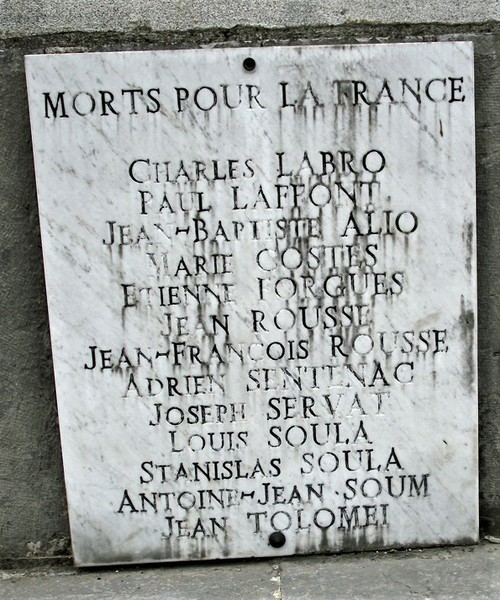 MORTS POUR LA FRANCE
CHARLES LABRO
PAUL LAFFONT
JEAN-BAPTISTE ALIO
MARIE COSTES
ETIENNE FORGUES
JEAN ROUSSE
JEAN-FRANCOIS ROUSSE
ADRIEN SENTENAC
JOSEPH SERVAT
LOUIS SOULA
STANISLAS SOULA
ANTOINE-JEAN SOUM
JEAN TOLOMEI